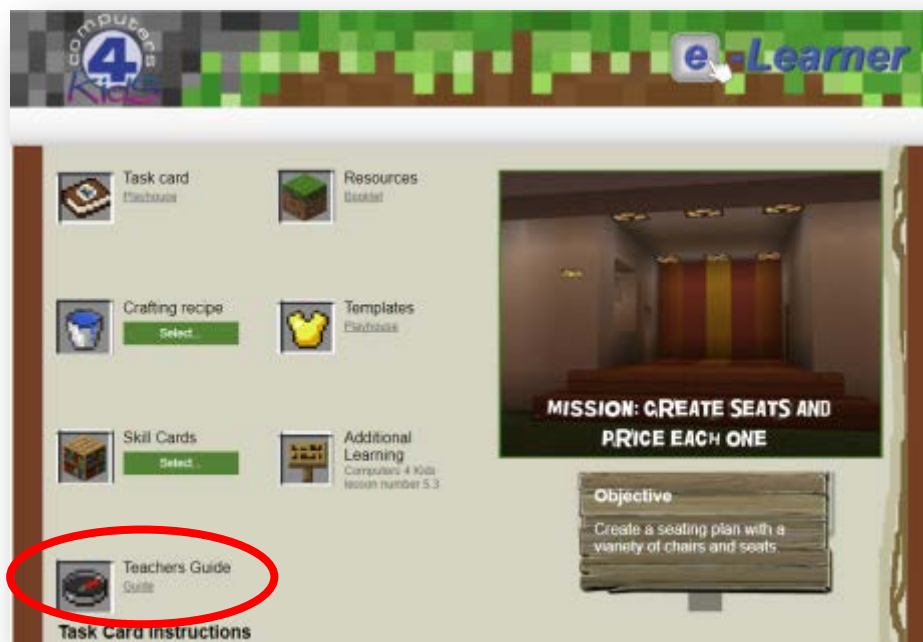 computers
4
Kids
e-Learner
Task card
Playhouse
Resources
Booklet
Crafting recipe
Select...
Templates
Playhouse
Skill Cards
Select...
Additional
Learning
Computers 4 Kids
lesson number 5.3
Teachers Guide
Guide
MISSION: CREATE SEATS AND
PRICE EACH ONE
Objective
Create a seating plan with a
variety of chairs and seats
Task Card Instructions